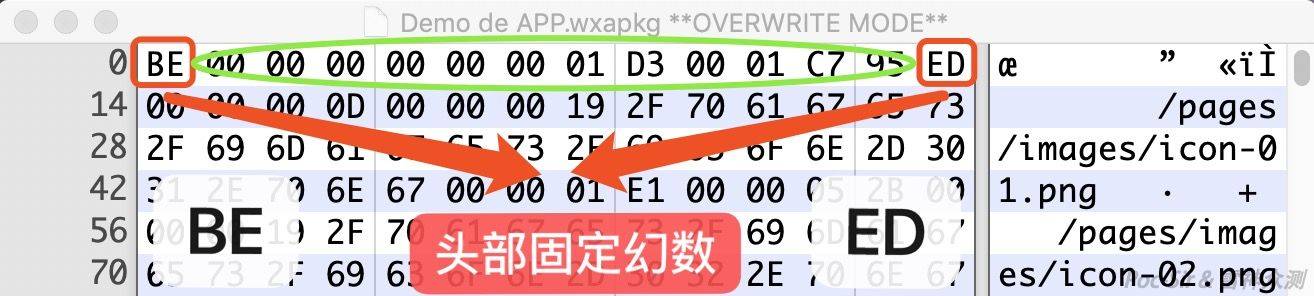 Demo de APP.wxapkg **OVERWRITE MODE**
0 BE 00 00 00 00 00 00 01 D3 00 01 C7 95 ED æ ” «ïÌ
14 00 00 00 0D 00 00 00 19 2F 70 61 67 65 73 /pages
28 2F 69 6D 61 65 73 2F 6F 6E 2D 30 /images/icon-0
42 31 2E 70 6E 67 00 00 01 E1 00 00 05 2B 00 1.png · +
56 19 2F 70 61 67 65 73 2F 69 6D 61 67 /pages/imag
70 65 73 2F 69 63 6F 6E 2D 30 32 2E 70 6E 67 es/icon-02.png
BE
ED
头部固定幻数